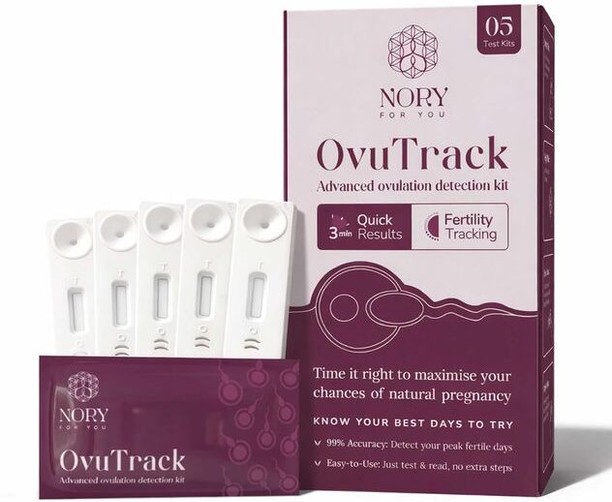 05
Test Kits
NORY
FOR YOU
OvuTrack
Advanced ovulation detection kit
3min Quick Results
Fertility Tracking
Time it right to maximise your
chances of natural pregnancy
KNOW YOUR BEST DAYS TO TRY
99% Accuracy: Detect your peak fertile days
Easy-to-Use: Just test & read, no extra steps
NORY
FOR YOU
OvuTrack
Advanced ovulation detection kit